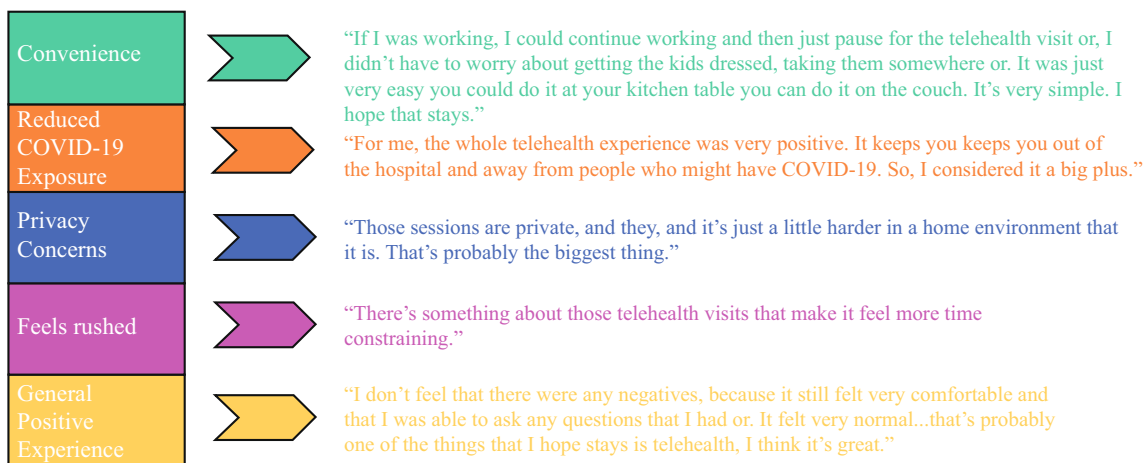 Convenience
“If I was working, I could continue working and then just pause for the telehealth visit or, I
didn’t have to worry about getting the kids dressed, taking them somewhere or. It was just
very easy you could do it at your kitchen table you can do it on the couch. It’s very simple. I
hope that stays.”
Reduced
COVID-19
Exposure
“For me, the whole telehealth experience was very positive. It keeps you keeps you out of
the hospital and away from people who might have COVID-19. So, I considered it a big plus.”
Privacy
Concerns
“Those sessions are private, and they, and it’s just a little harder in a home environment that
it is. That’s probably the biggest thing.”
Feels rushed
“There’s something about those telehealth visits that make it feel more time
constraining.”
General
Positive
Experience
“I don’t feel that there were any negatives, because it still felt very comfortable and
that I was able to ask any questions that I had or. It felt very normal...that’s probably
one of the things that I hope stays is telehealth, I think it’s great.”